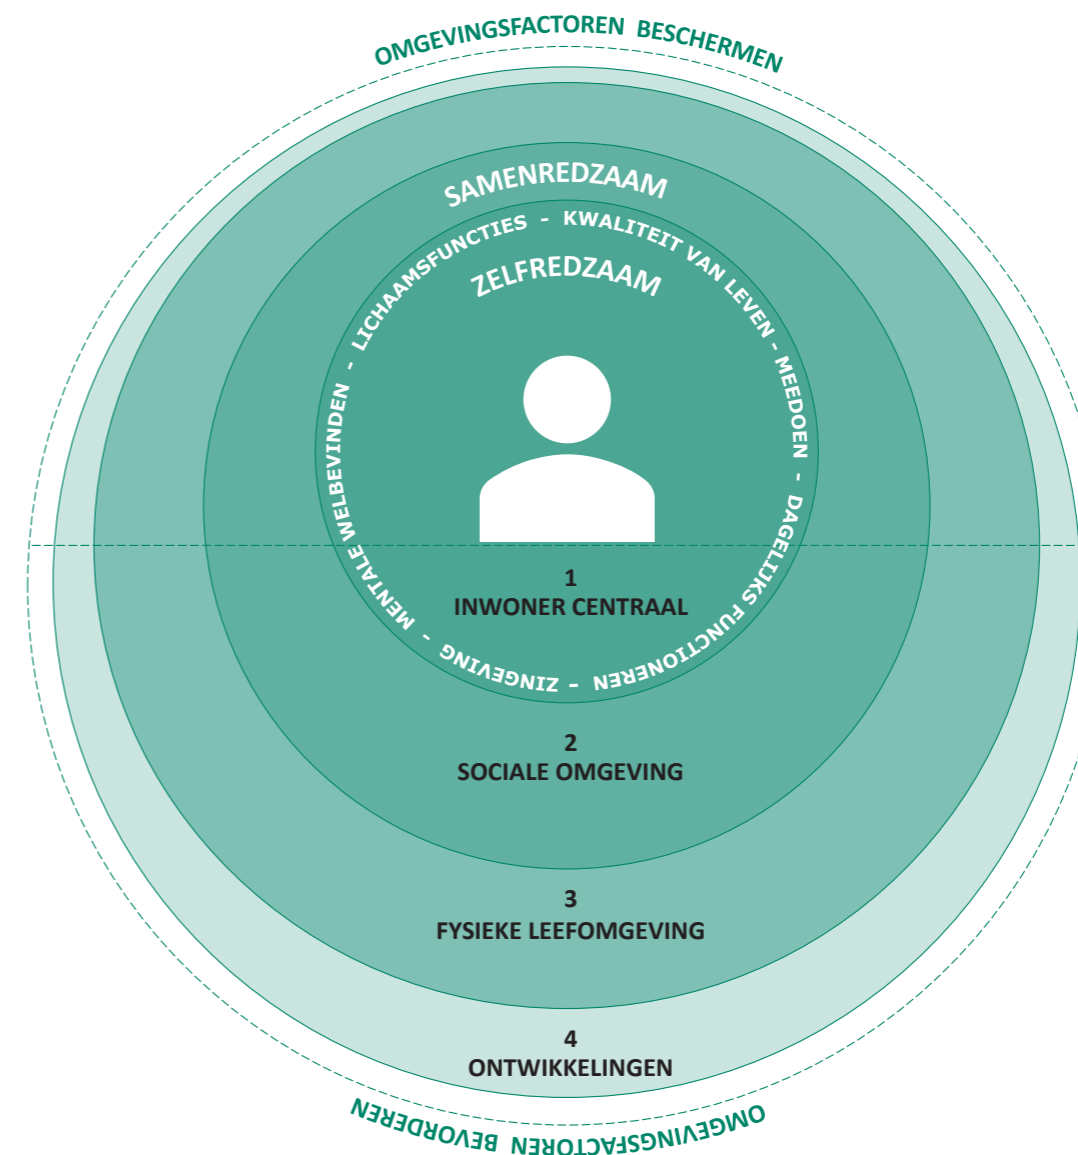 OMGEVINGSFACTOREN BESCHERMEN
SAMENREDZAAM
LICHAAMSFUNCTIES - KWALITEIT VAN LEVEN - MEEDOEN - DAGELIJKS FUNCTIONEREN - ZINGEVING - MENTALE WELBEVINDEN -
ZELFREDZAAM
1
INWONER CENTRAAL
2
SOCIALE OMGEVING
3
FYSIEKE LEEFOMGEVING
4
ONTWIKKELINGEN
OMGEVINGSFACTOREN BEVORDEREN